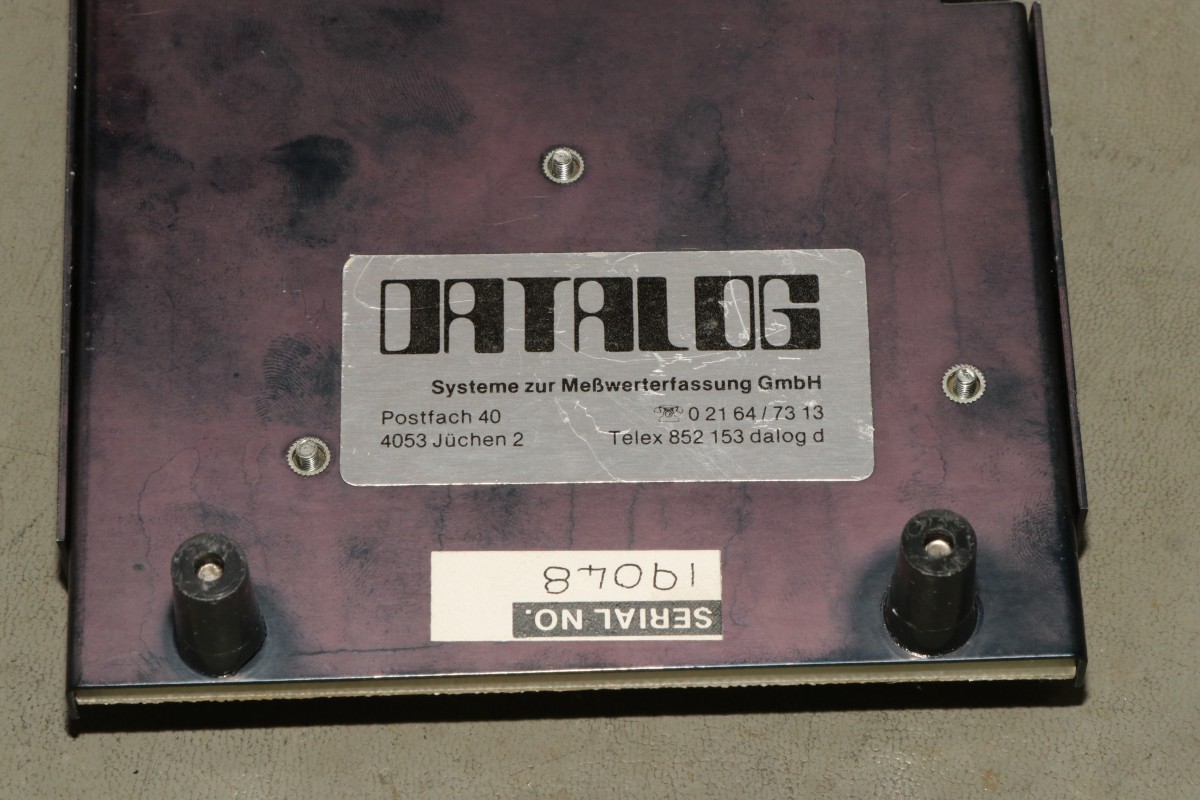 DATALOG
Systeme zur Meßwerterfassung GmbH
Postfach 40
4053 Jüchen 2
☏ 0 21 64 / 73 13
Telex 852 153 dalog d
SERIAL NO.
19048